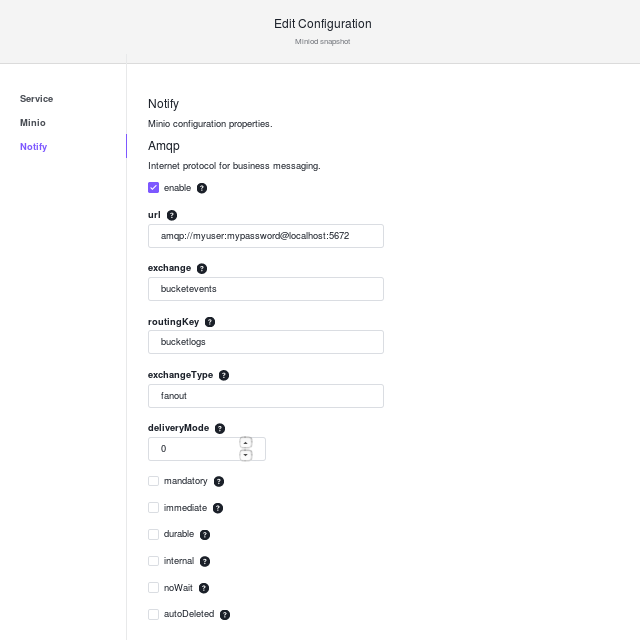 Edit Configuration
Miniod snapshot
Service
Minio
Notify
Notify
Minio configuration properties.
Amqp
Internet protocol for business messaging.
enable ?
url ?
amqp://myuser:mypassword@localhost:5672
exchange ?
bucketevents
routingKey ?
bucketlogs
exchangeType ?
fanout
deliveryMode ?
0
mandatory ?
immediate ?
durable ?
internal ?
noWait ?
autoDeleted ?